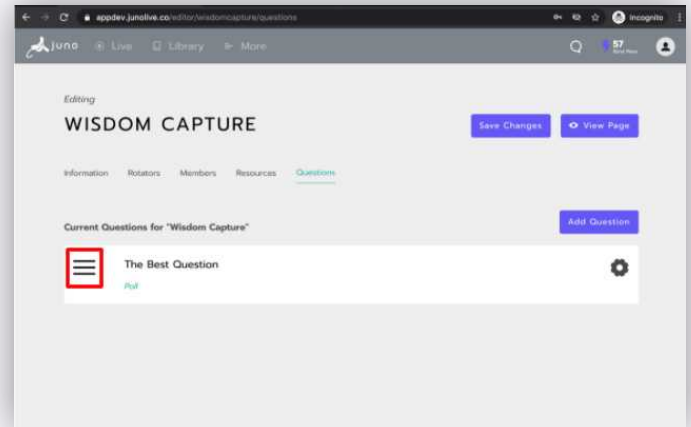 appdev.junolive.co/editor/wisdomcapture/questions
Incognito
juno Live Library More
57
Editing
WISDOM CAPTURE
Save Changes View Page
Information Rotators Members Resources Questions
Current Questions for "Wisdom Capture"
Add Question
The Best Question
Poll